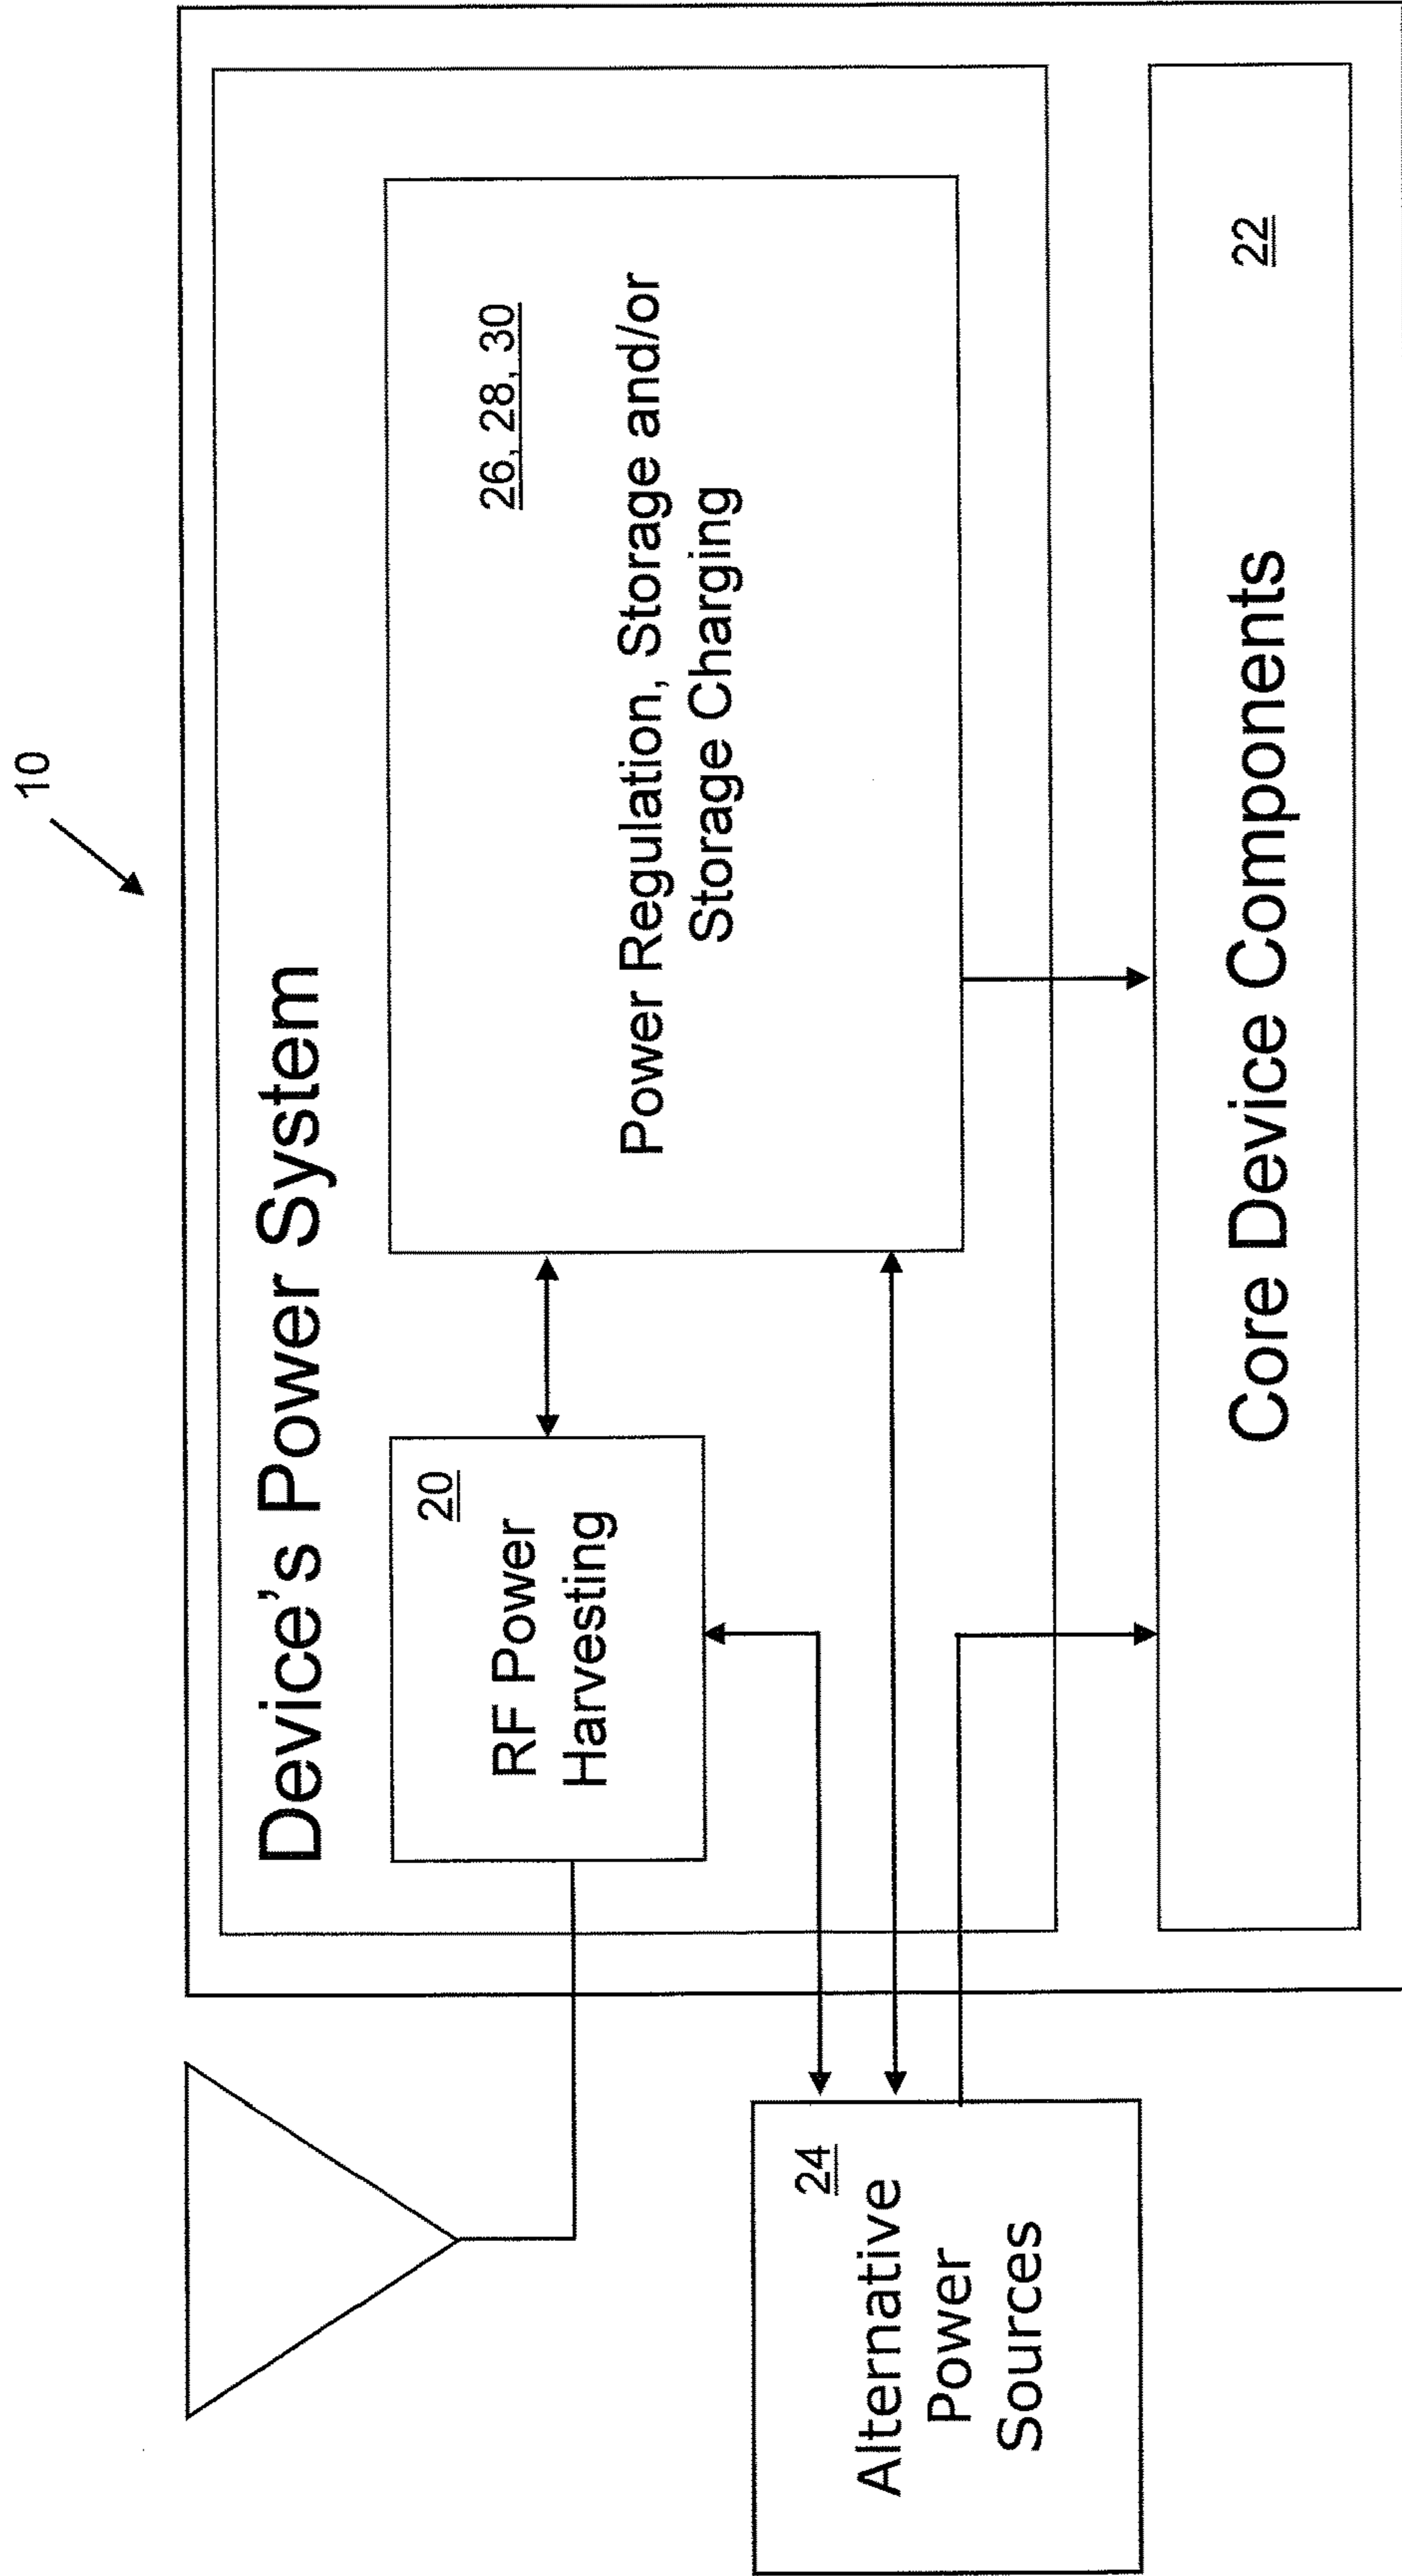 10
Device's Power System
20
RF Power
Harvesting
26, 28, 30
Power Regulation, Storage and/or
Storage Charging
24
Alternative
Power
Sources
Core Device Components
22